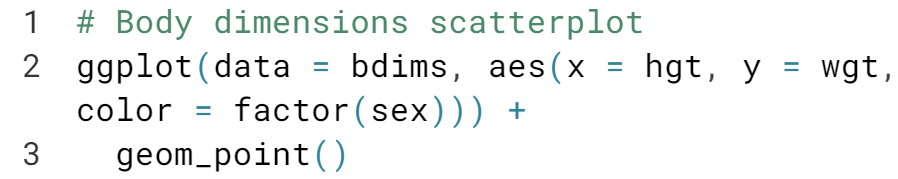 1 # Body dimensions scatterplot
2 ggplot(data = bdims, aes(x = hgt, y = wgt,
color = factor(sex))) +
3   geom_point()